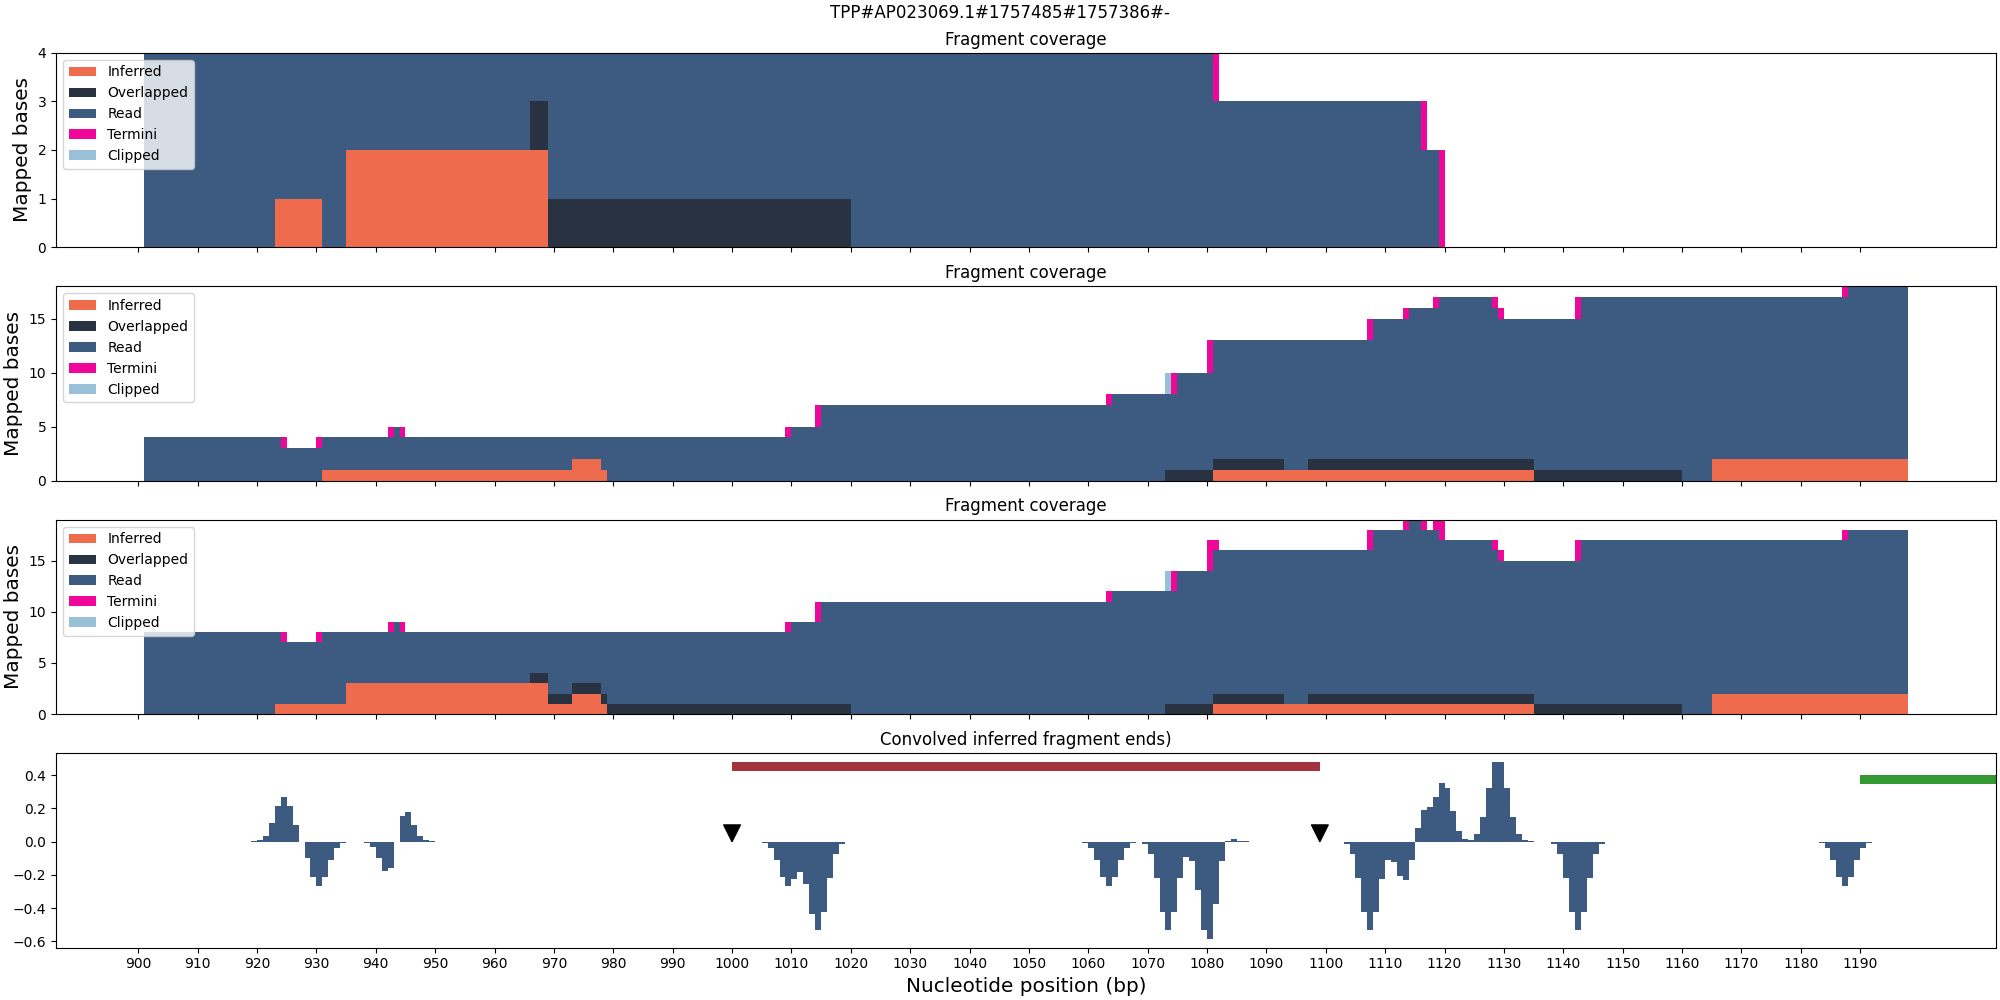 TPP#AP023069.1#1757485#1757386#-
Fragment coverage
Mapped bases
4
3
2
1
0
Inferred
Overlapped
Read
Termini
Clipped
Fragment coverage
Mapped bases
15
10
5
0
Inferred
Overlapped
Read
Termini
Clipped
Fragment coverage
Mapped bases
15
10
5
0
Inferred
Overlapped
Read
Termini
Clipped
Convolved inferred fragment ends)
0.4
0.2
0.0
−0.2
−0.4
−0.6
900 910 920 930 940 950 960 970 980 990 1000 1010 1020 1030 1040 1050 1060 1070 1080 1090 1100 1110 1120 1130 1140 1150 1160 1170 1180 1190
Nucleotide position (bp)